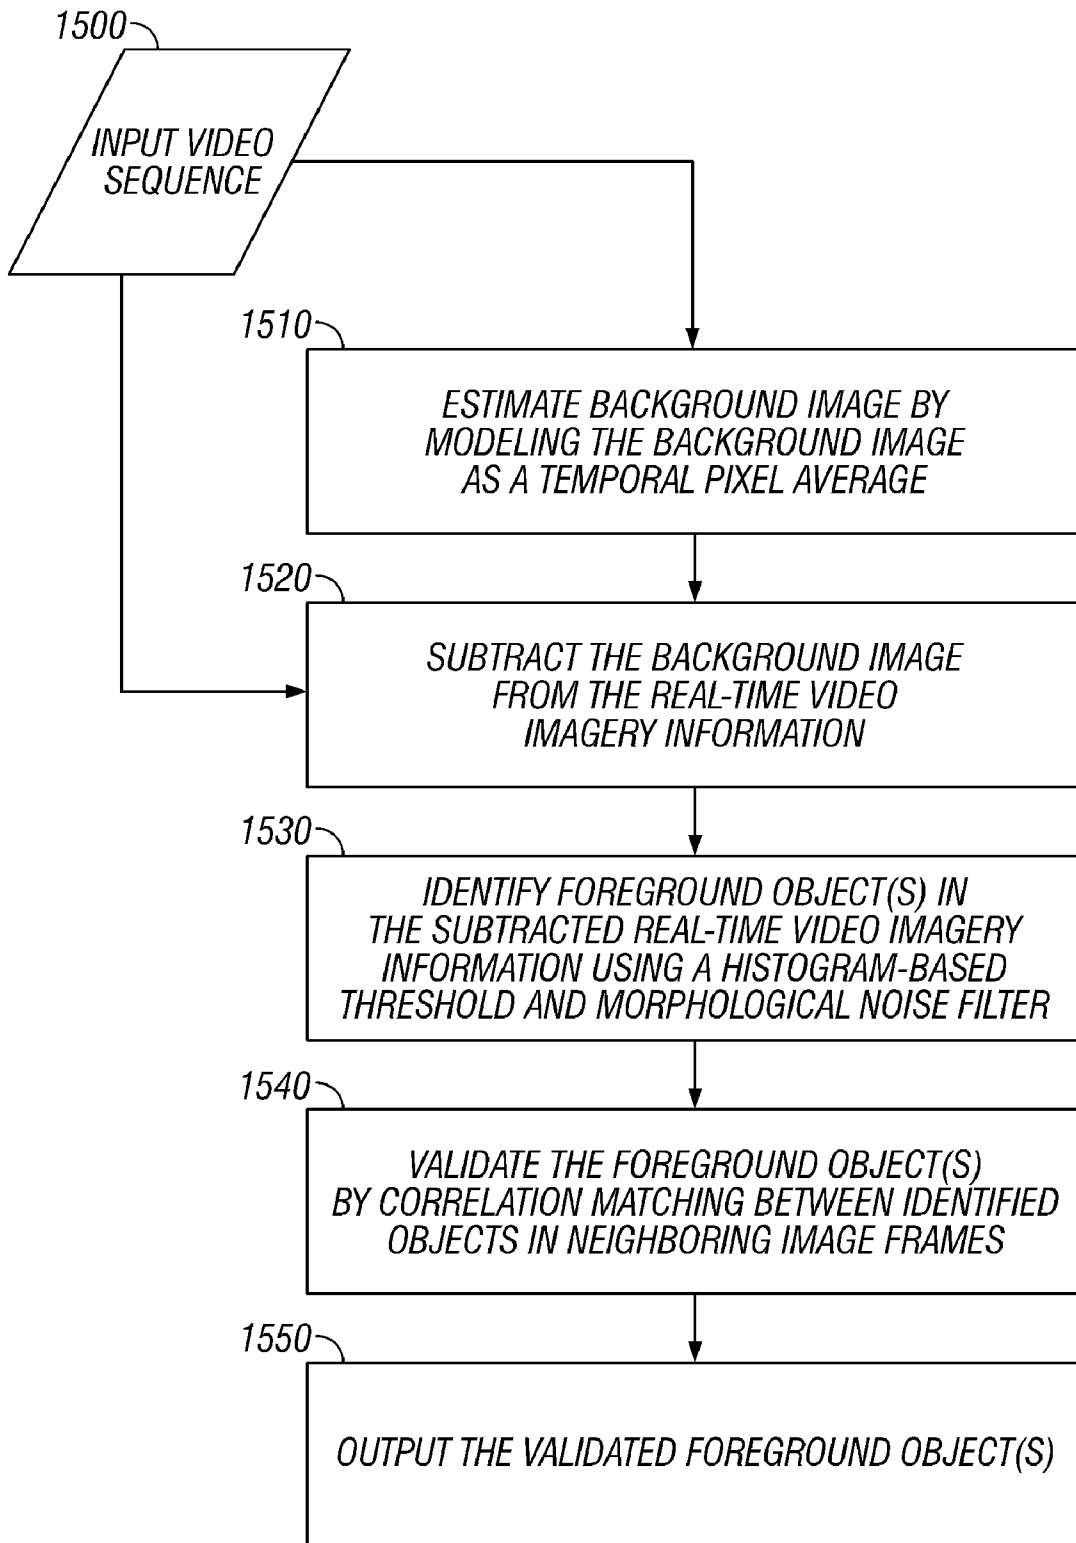 1500
INPUT VIDEO
SEQUENCE
1510
ESTIMATE BACKGROUND IMAGE BY
MODELING THE BACKGROUND IMAGE
AS A TEMPORAL PIXEL AVERAGE
1520
SUBTRACT THE BACKGROUND IMAGE
FROM THE REAL-TIME VIDEO
IMAGERY INFORMATION
1530
IDENTIFY FOREGROUND OBJECT(S) IN
THE SUBTRACTED REAL-TIME VIDEO IMAGERY
INFORMATION USING A HISTOGRAM-BASED
THRESHOLD AND MORPHOLOGICAL NOISE FILTER
1540
VALIDATE THE FOREGROUND OBJECT(S)
BY CORRELATION MATCHING BETWEEN IDENTIFIED
OBJECTS IN NEIGHBORING IMAGE FRAMES
1550
OUTPUT THE VALIDATED FOREGROUND OBJECT(S)